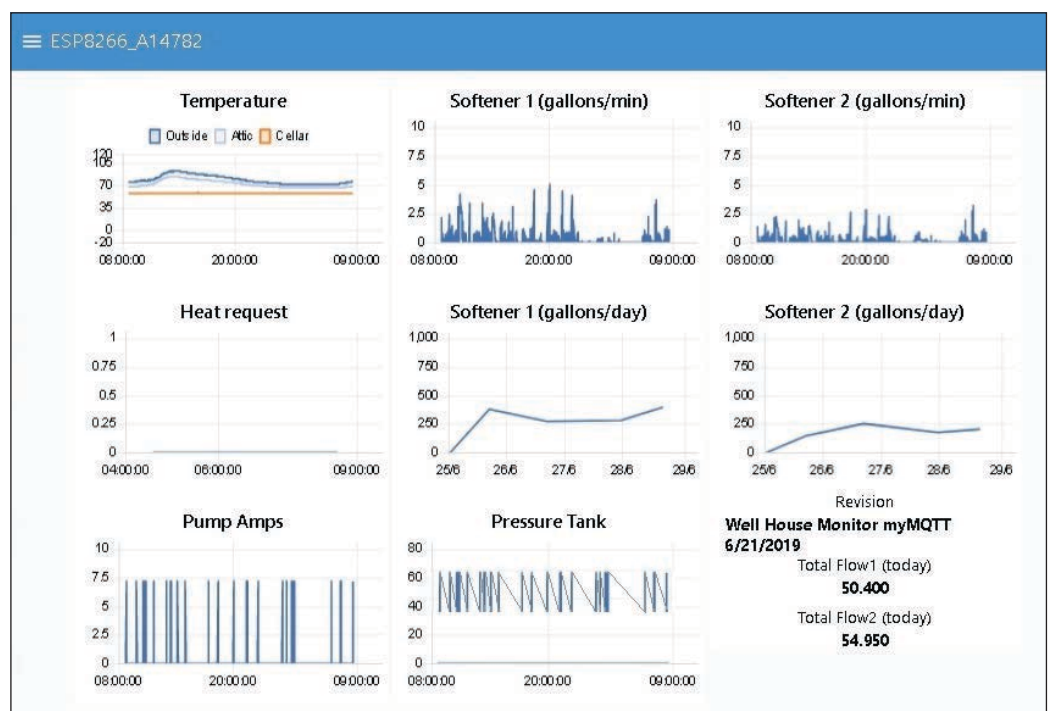 ESP8266_A14782
Temperature
Outside Attic Cellar
120
105
70
35
0
-20
08:00:00 20:00:00 09:00:00
Softener 1 (gallons/min)
10
7.5
5
2.5
0
08:00:00 20:00:00 09:00:00
Softener 2 (gallons/min)
10
7.5
5
2.5
0
08:00:00 20:00:00 09:00:00
Heat request
1
0.75
0.5
0.25
0
04:00:00 06:00:00 09:00:00
Softener 1 (gallons/day)
1,000
750
500
250
0
25/6 26/6 27/6 28/6 29/6
Softener 2 (gallons/day)
1,000
750
500
250
0
25/6 26/6 27/6 28/6 29/6
Pump Amps
10
7.5
5
2.5
0
08:00:00 20:00:00 09:00:00
Pressure Tank
80
60
40
20
0
08:00:00 20:00:00 09:00:00
Revision
Well House Monitor myMQTT
6/21/2019
Total Flow1 (today)
50.400
Total Flow2 (today)
54.950